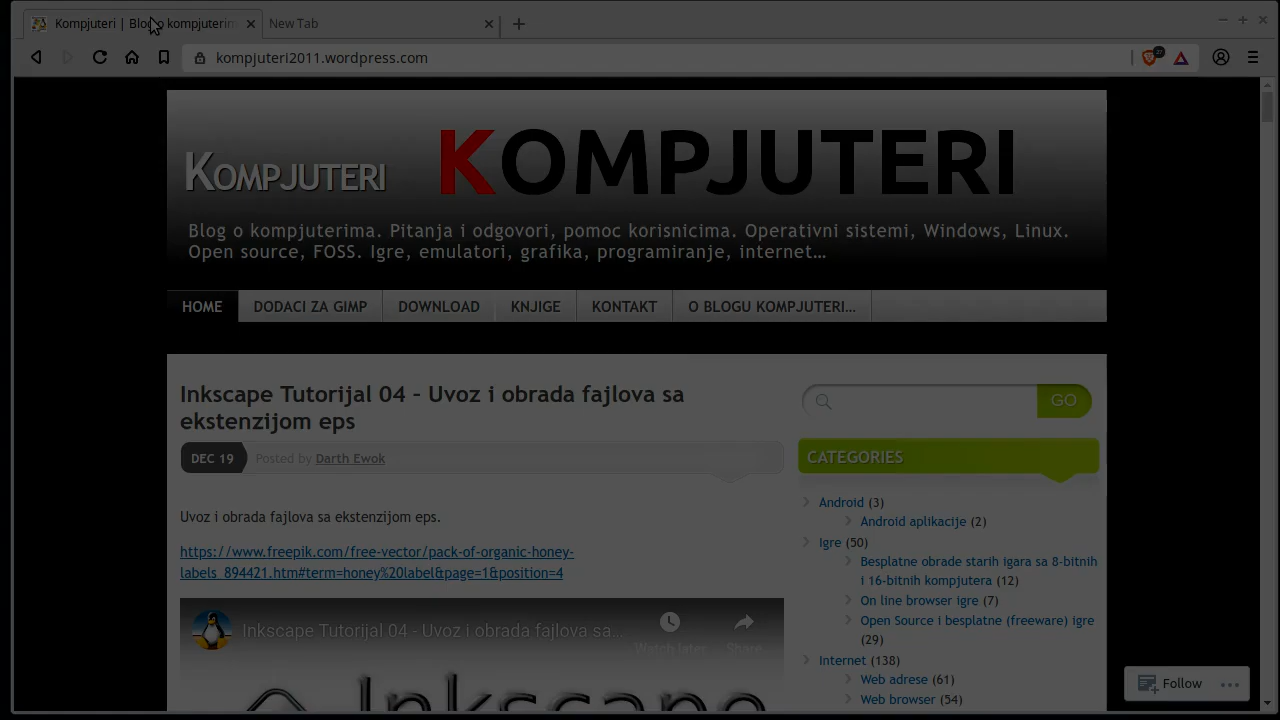 Kompjuteri | Blog o kompjuterim
New Tab
kompjuteri2011.wordpress.com
KOMPJUTERI
KOMPJUTERI
Blog o kompjuterima. Pitanja i odgovori, pomoc korisnicima. Operativni sistemi, Windows, Linux.
Open source, FOSS. Igre, emulatori, grafika, programiranje, internet…
HOME
DODACI ZA GIMP
DOWNLOAD
KNJIGE
KONTAKT
O BLOGU KOMPJUTERI…
Inkscape Tutorijal 04 – Uvoz i obrada fajlova sa
ekstenzijom eps
DEC 19
Posted by Darth Ewok
Uvoz i obrada fajlova sa ekstenzijom eps.
https://www.freepik.com/free-vector/pack-of-organic-honey-
labels_894421.htm#term=honey%20label&page=1&position=4
Inkscape Tutorijal 04 - Uvoz i obrada fajlova sa…
Watch later
Share
Inkscape
GO
CATEGORIES
Android (3)
Android aplikacije (2)
Igre (50)
Besplatne obrade starih igara sa 8-bitnih
i 16-bitnih kompjutera (12)
On line browser igre (7)
Open Source i besplatne (freeware) igre
(29)
Internet (138)
Web adrese (61)
Web browser (54)
Follow